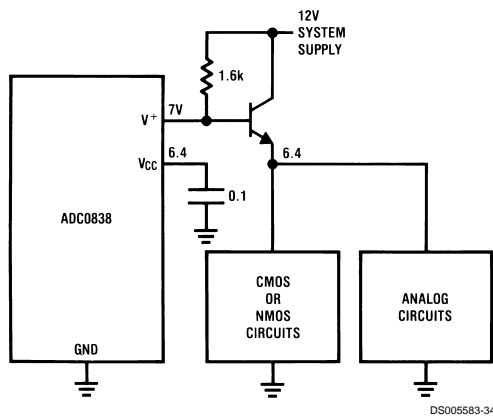 12V
SYSTEM
SUPPLY
1.6k
V+
7V
VCC
6.4
6.4
0.1
ADC0838
CMOS
OR
NMOS
CIRCUITS
ANALOG
CIRCUITS
GND
DS005583-34